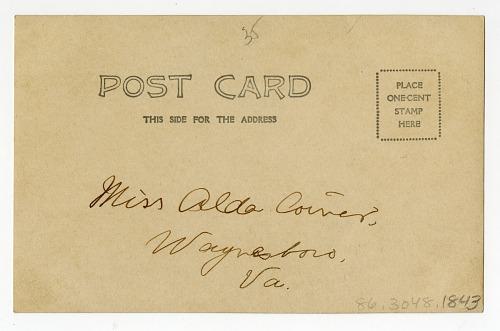 35
POST CARD
THIS SIDE FOR THE ADDRESS
PLACE
ONE-CENT
STAMP
HERE
Miss Alda Coiner,
Waynesboro,
Va.
86.3048.1843